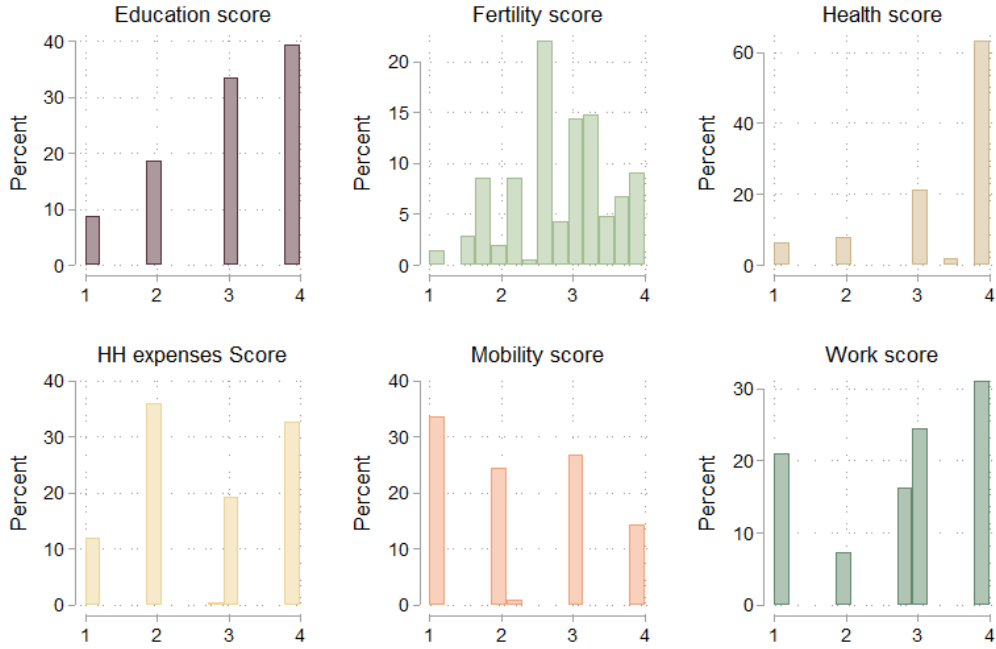 Education score
Fertility score
Health score
Percent
40
30
20
10
0
1 2 3 4
Percent
20
15
10
5
0
1 2 3 4
Percent
60
40
20
0
1 2 3 4
HH expenses Score
Mobility score
Work score
Percent
40
30
20
10
0
1 2 3 4
Percent
40
30
20
10
0
1 2 3 4
Percent
30
20
10
0
1 2 3 4